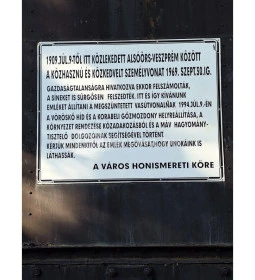 1909.JÚL.9-TŐL ITT KÖZLEKEDETT ALSÓÖRS-VESZPRÉM KÖZÖTT
A KÖZHASZNÚ ÉS KÖZKEDVELT SZEMÉLYVONAT 1969. SZEPT.30.IG.
GAZDASÁGTALANSÁGRA HIVATKOZVA EKKOR FELSZÁMOLTÁK,
A SÍNEKET IS SÜRGŐSEN FELSZEDTÉK. ITT ÉS ÍGY KÍVÁNUNK
EMLÉKET ÁLLÍTANI A MEGSZÜNTETETT VASÚTVONALNAK 1994.JÚL.9.-ÉN
A VÖRÖSKŐ HÍD ÉS A KORABELI GŐZMOZDONY HELYREÁLLÍTÁSA, A
KÖRNYEZET RENDEZÉSE KÖZADAKOZÁSBÓL ÉS A MÁV HAGYOMÁNY-
TISZTELŐ DOLGOZÓINAK SEGÍTSÉGÉVEL TÖRTÉNT
KÉRJÜK MINDENKITŐL AZ EMLÉK MEGÓVÁSÁT, HOGY UNOKÁINK IS
LÁTHASSÁK.
A VÁROS HONISMERETI KÖRE